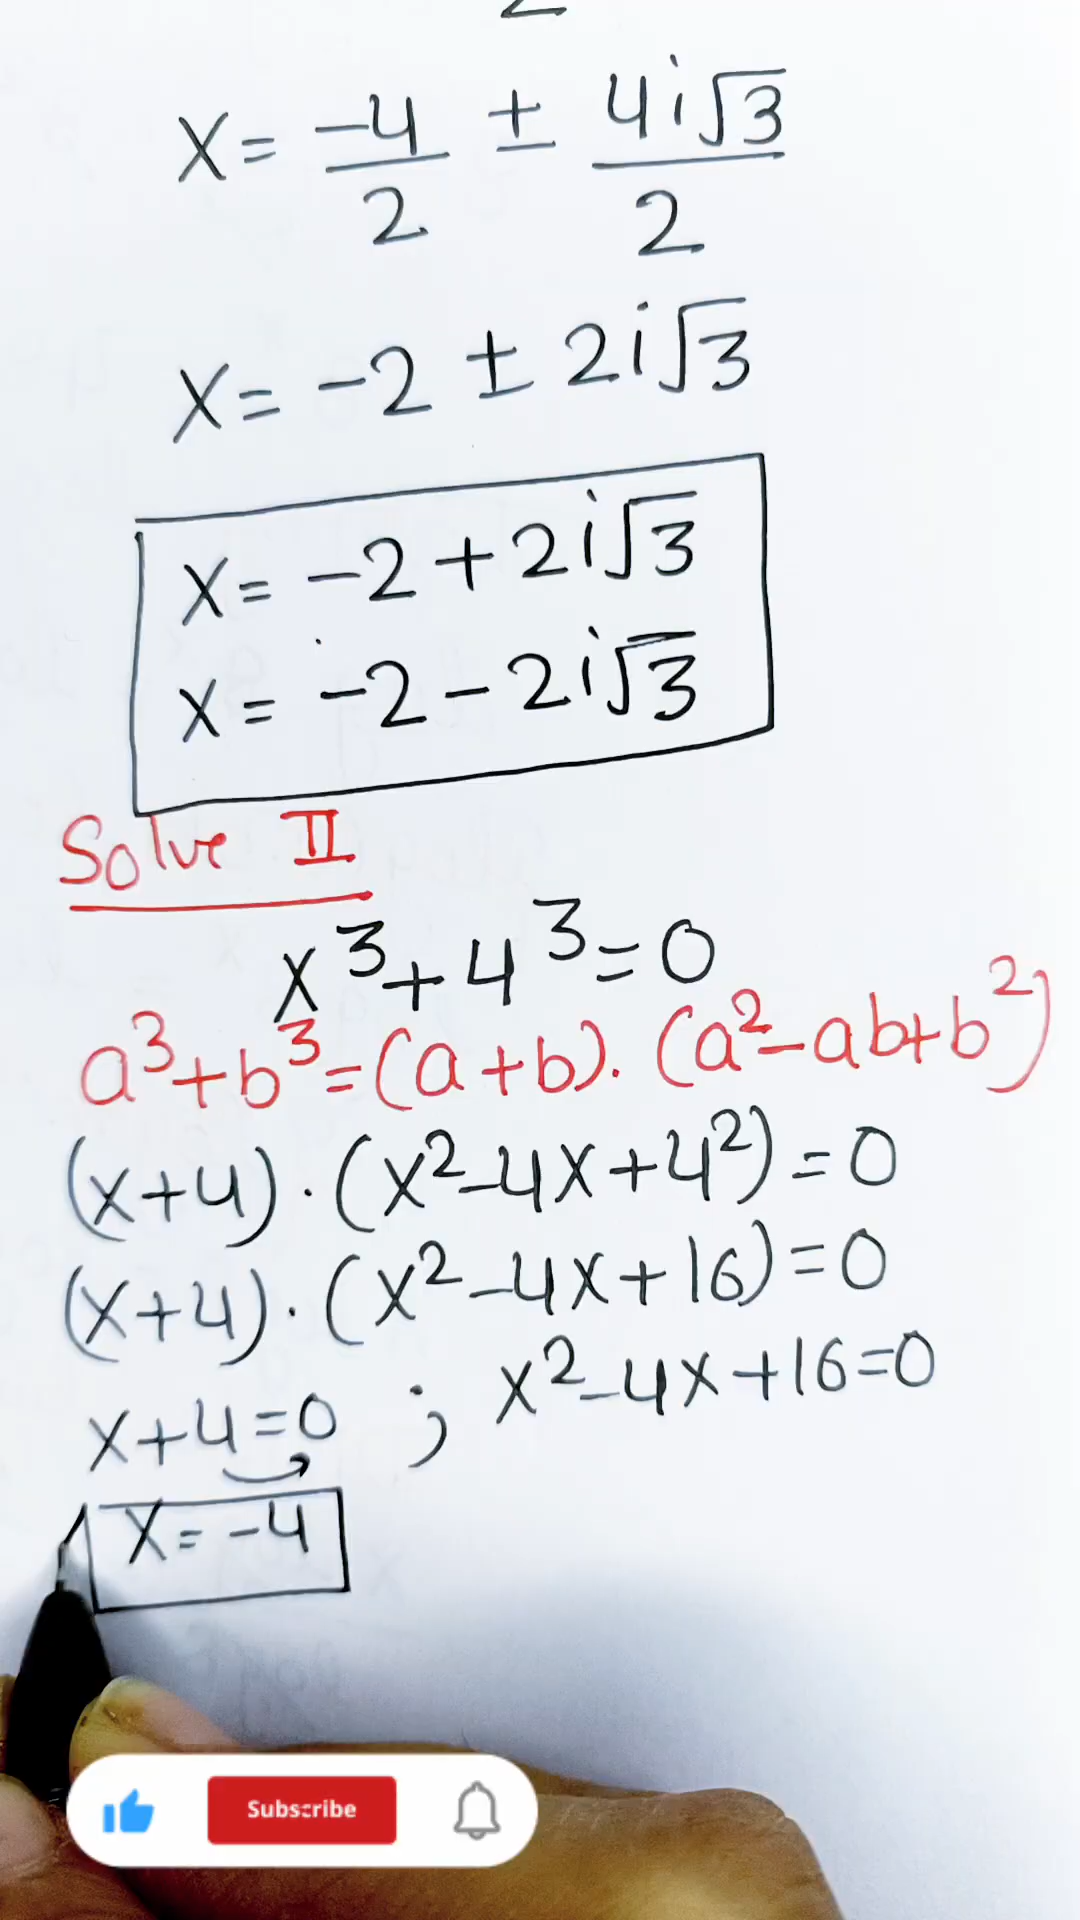 x = -4/2 ± 4i√3/2
x = -2 ± 2i√3
x = -2 + 2i√3
x = -2 - 2i√3
Solve II
x³ + 4³ = 0
a³ + b³ = (a + b) . (a² - ab + b²)
(x + 4) . (x² - 4x + 4²) = 0
(x + 4) . (x² - 4x + 16) = 0
x + 4 = 0 ; x² - 4x + 16 = 0
x = -4
Subscribe